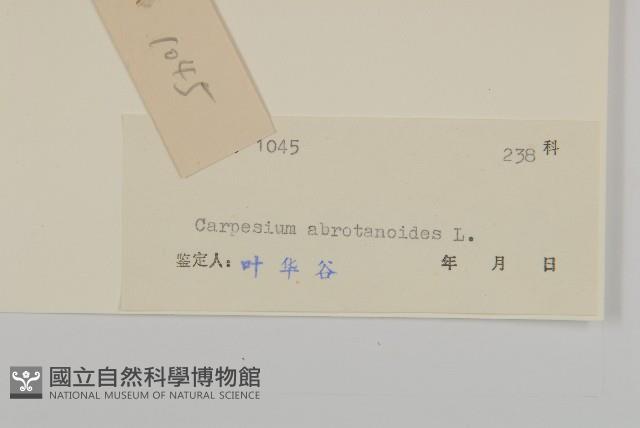 1045
1045 238 科
Carpesium abrotanoides L.
鉴定人: 叶华谷 年 月 日
國立自然科學博物館
NATIONAL MUSEUM OF NATURAL SCIENCE